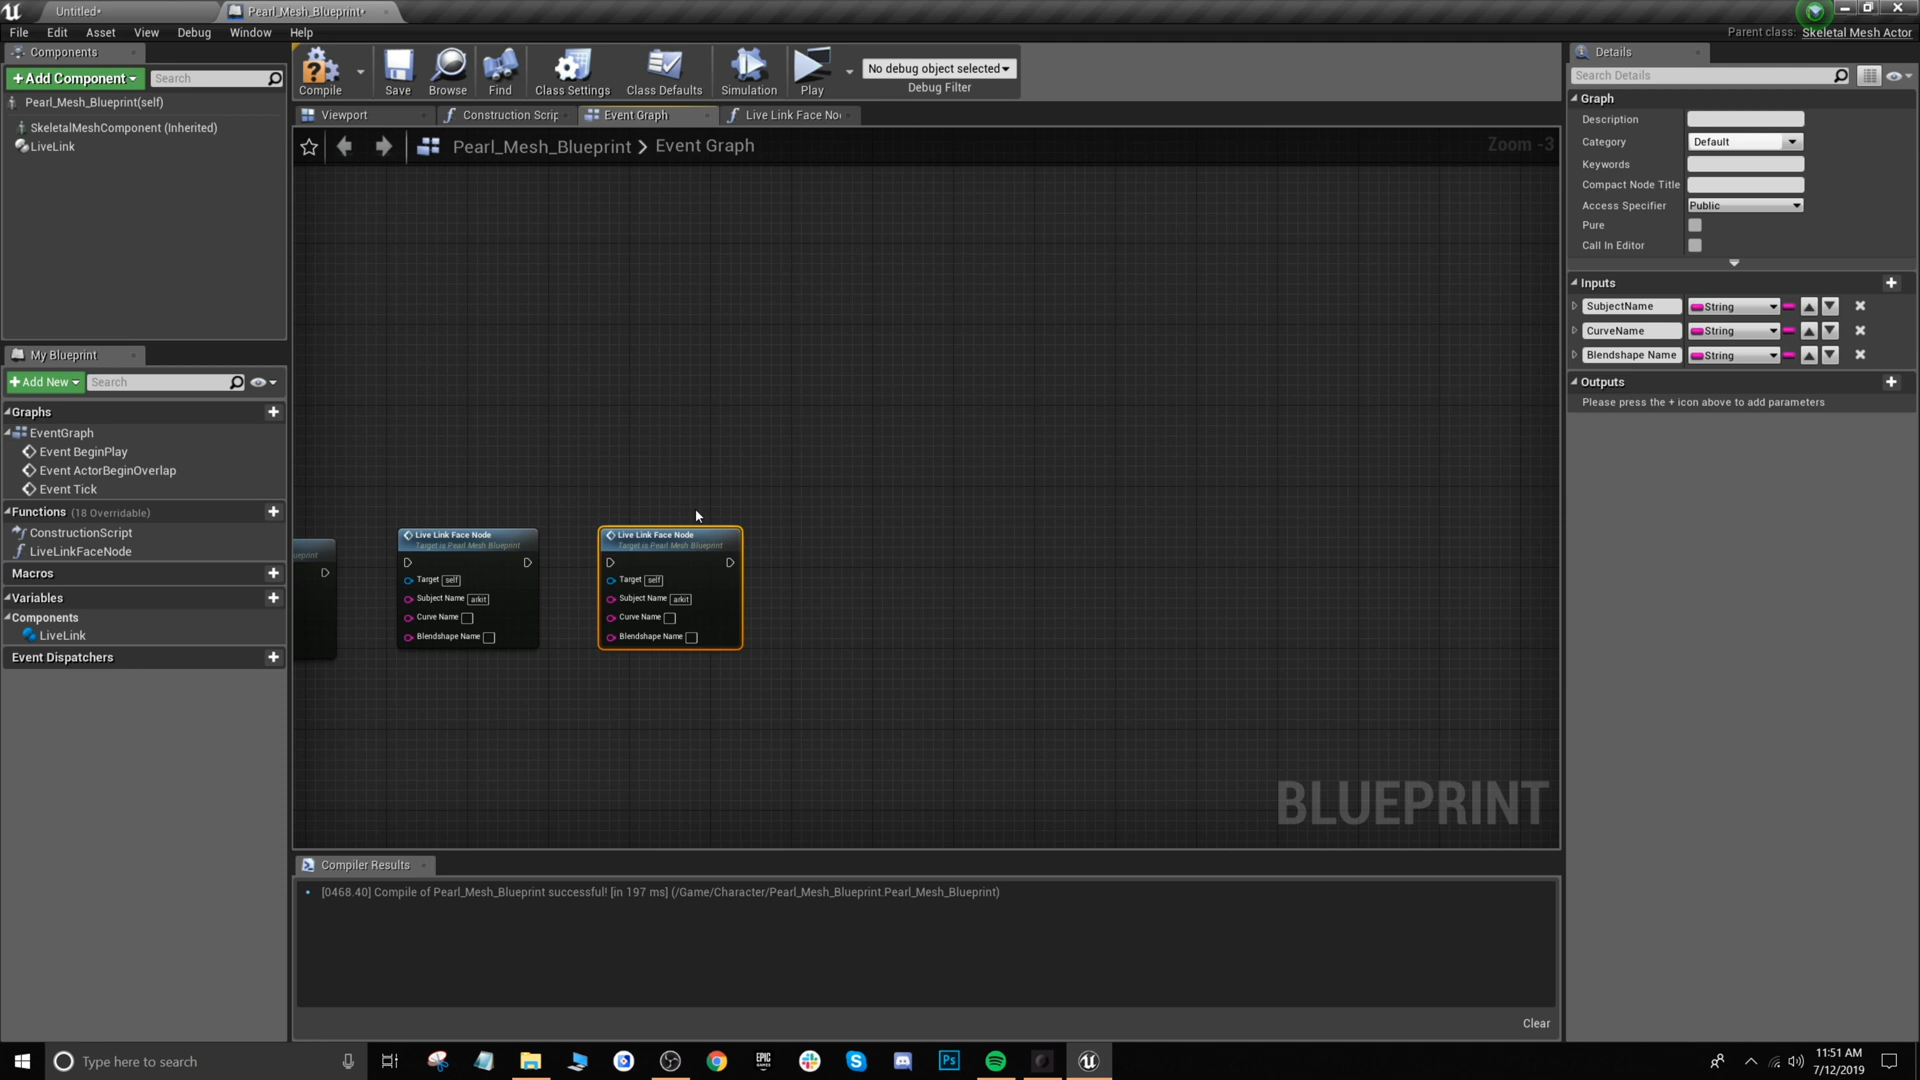 Untitled*
Pearl_Mesh_Blueprint*
File Edit Asset View Debug Window Help
Parent class: Skeletal Mesh Actor
Components
+Add Component
Search
Pearl_Mesh_Blueprint(self)
SkeletalMeshComponent (Inherited)
LiveLink
My Blueprint
+Add New
Search
Graphs
EventGraph
Event BeginPlay
Event ActorBeginOverlap
Event Tick
Functions (18 Overridable)
ConstructionScript
LiveLinkFaceNode
Macros
Variables
Components
LiveLink
Event Dispatchers
Compile
Save
Browse
Find
Class Settings
Class Defaults
Simulation
Play
No debug object selected
Debug Filter
Viewport
Construction Scrip
Event Graph
Live Link Face No
Pearl_Mesh_Blueprint > Event Graph
Zoom -3
Live Link Face Node
Target is Pearl Mesh Blueprint
Target self
Subject Name arkit
Curve Name
Blendshape Name
Live Link Face Node
Target is Pearl Mesh Blueprint
Target self
Subject Name arkit
Curve Name
Blendshape Name
BLUEPRINT
Compiler Results
[0468.40] Compile of Pearl_Mesh_Blueprint successful! [in 197 ms] (/Game/Character/Pearl_Mesh_Blueprint.Pearl_Mesh_Blueprint)
Clear
Details
Search Details
Graph
Description
Category Default
Keywords
Compact Node Title
Access Specifier Public
Pure
Call In Editor
Inputs
SubjectName String
CurveName String
Blendshape Name String
Outputs
Please press the + icon above to add parameters
Type here to search
EPIC GAMES
Ps
11:51 AM
7/12/2019